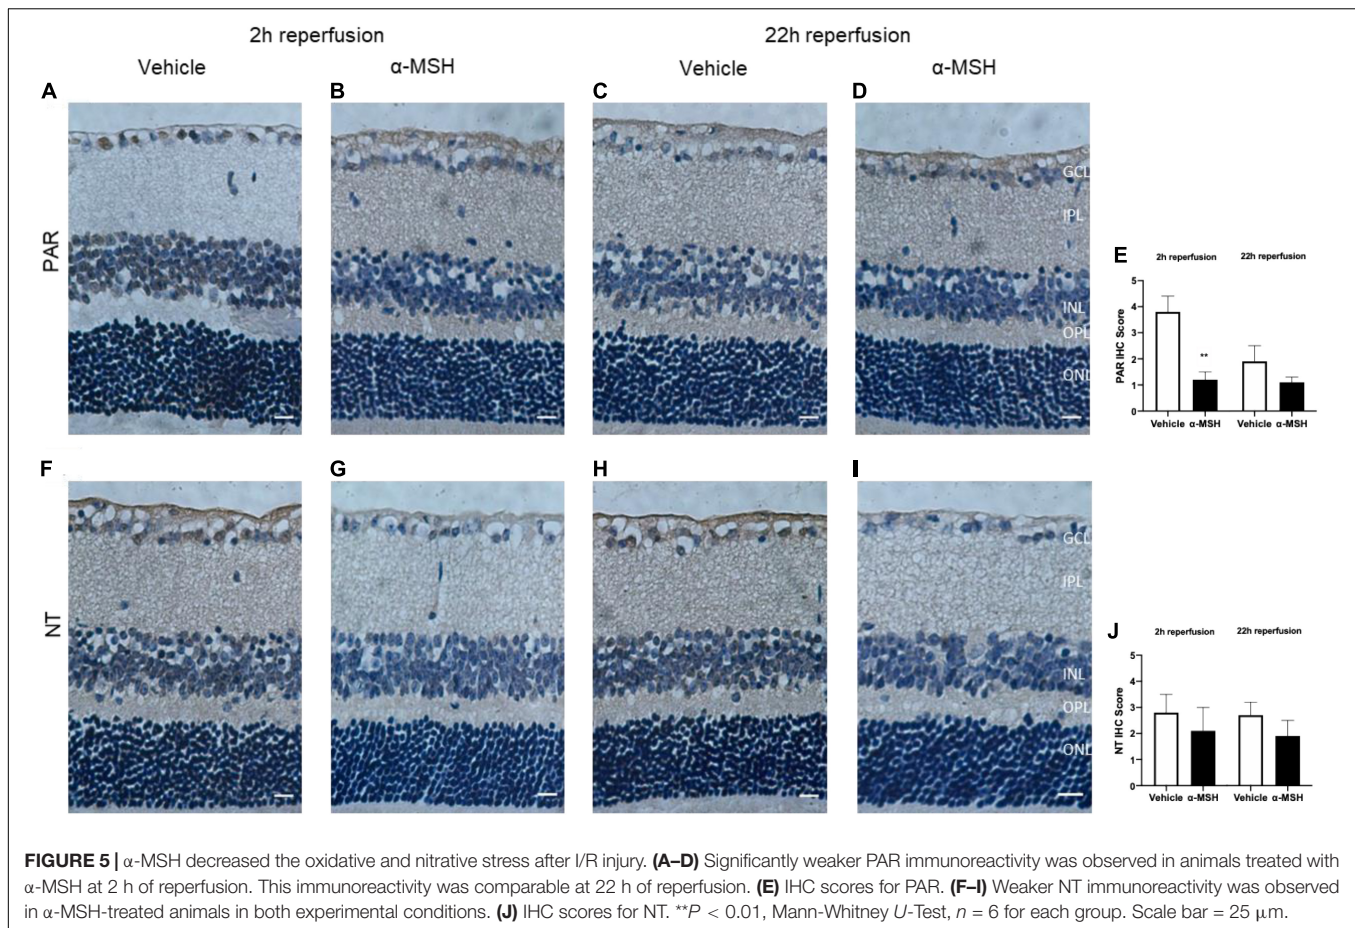 2h reperfusion 22h reperfusion
Vehicle α-MSH Vehicle α-MSH
A B C D
PAR
GCL
IPL
INL
OPL
ONL
E
2h reperfusion 22h reperfusion
PAR IHC Score
5
4
3
2
1
0
**
Vehicle α-MSH Vehicle α-MSH
F G H I
NT
GCL
IPL
INL
OPL
ONL
J
2h reperfusion 22h reperfusion
NT IHC Score
5
4
3
2
1
0
Vehicle α-MSH Vehicle α-MSH
FIGURE 5 | α-MSH decreased the oxidative and nitrative stress after I/R injury. (A–D) Significantly weaker PAR immunoreactivity was observed in animals treated with
α-MSH at 2 h of reperfusion. This immunoreactivity was comparable at 22 h of reperfusion. (E) IHC scores for PAR. (F–I) Weaker NT immunoreactivity was observed
in α-MSH-treated animals in both experimental conditions. (J) IHC scores for NT. **P < 0.01, Mann-Whitney U-Test, n = 6 for each group. Scale bar = 25 μm.